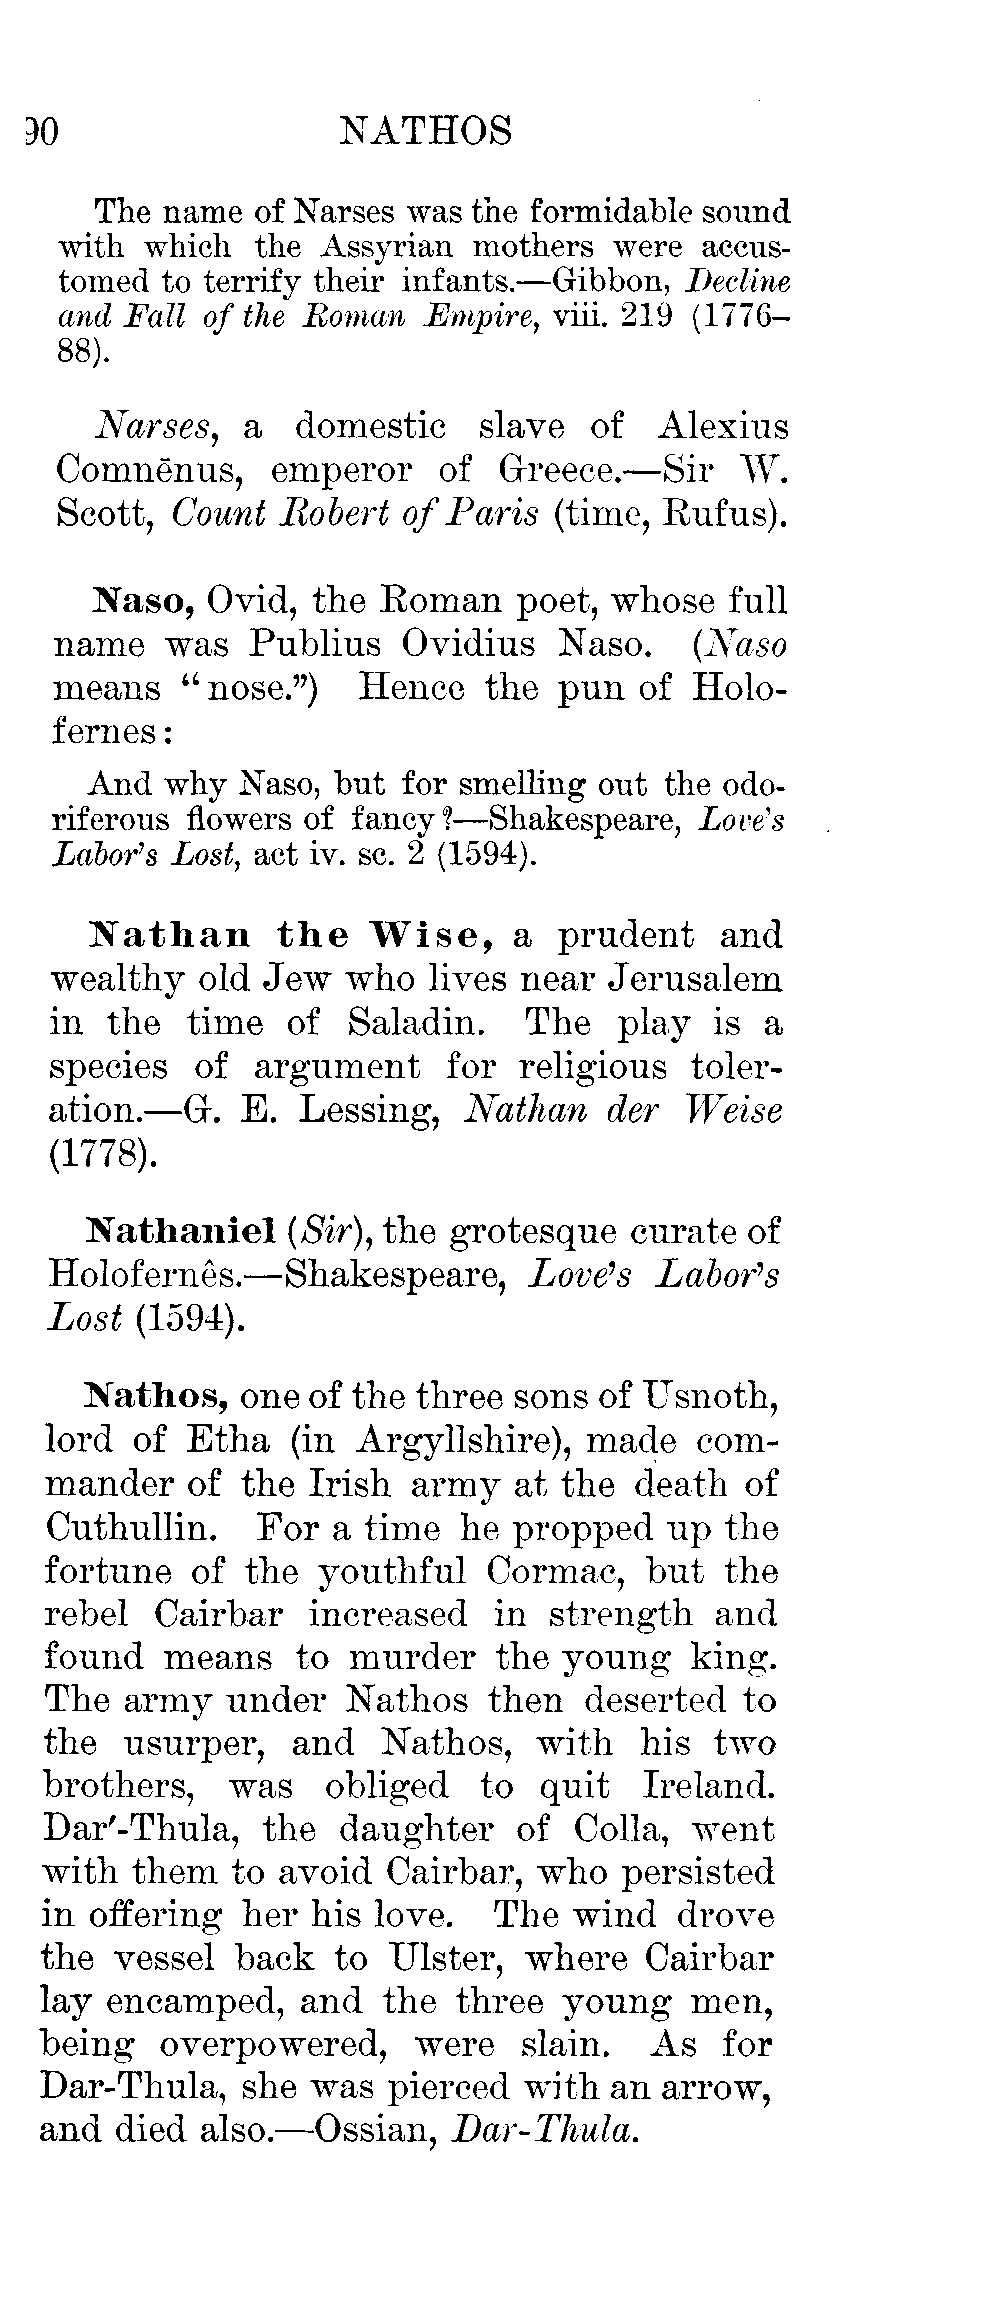 90 NATHOS
The name of Narses was the formidable sound
with which the Assyrian mothers were accus-
tomed to terrify their infants.—Gibbon, Decline
and Fall of the Roman Empire, viii. 219 (1776–
88).
Narses, a domestic slave of Alexius
Comnēnus, emperor of Greece.—Sir W.
Scott, Count Robert of Paris (time, Rufus).
Naso, Ovid, the Roman poet, whose full
name was Publius Ovidius Naso. (Naso
means “nose.”) Hence the pun of Holo-
fernes:
And why Naso, but for smelling out the odo-
riferous flowers of fancy?—Shakespeare, Love’s
Labor’s Lost, act iv. sc. 2 (1594).
Nathan the Wise, a prudent and
wealthy old Jew who lives near Jerusalem
in the time of Saladin. The play is a
species of argument for religious toler-
ation.—G. E. Lessing, Nathan der Weise
(1778).
Nathaniel (Sir), the grotesque curate of
Holofernês.—Shakespeare, Love’s Labor’s
Lost (1594).
Nathos, one of the three sons of Usnoth,
lord of Etha (in Argyllshire), made com-
mander of the Irish army at the death of
Cuthullin. For a time he propped up the
fortune of the youthful Cormac, but the
rebel Cairbar increased in strength and
found means to murder the young king.
The army under Nathos then deserted to
the usurper, and Nathos, with his two
brothers, was obliged to quit Ireland.
Dar′-Thula, the daughter of Colla, went
with them to avoid Cairbar, who persisted
in offering her his love. The wind drove
the vessel back to Ulster, where Cairbar
lay encamped, and the three young men,
being overpowered, were slain. As for
Dar-Thula, she was pierced with an arrow,
and died also.—Ossian, Dar-Thula.